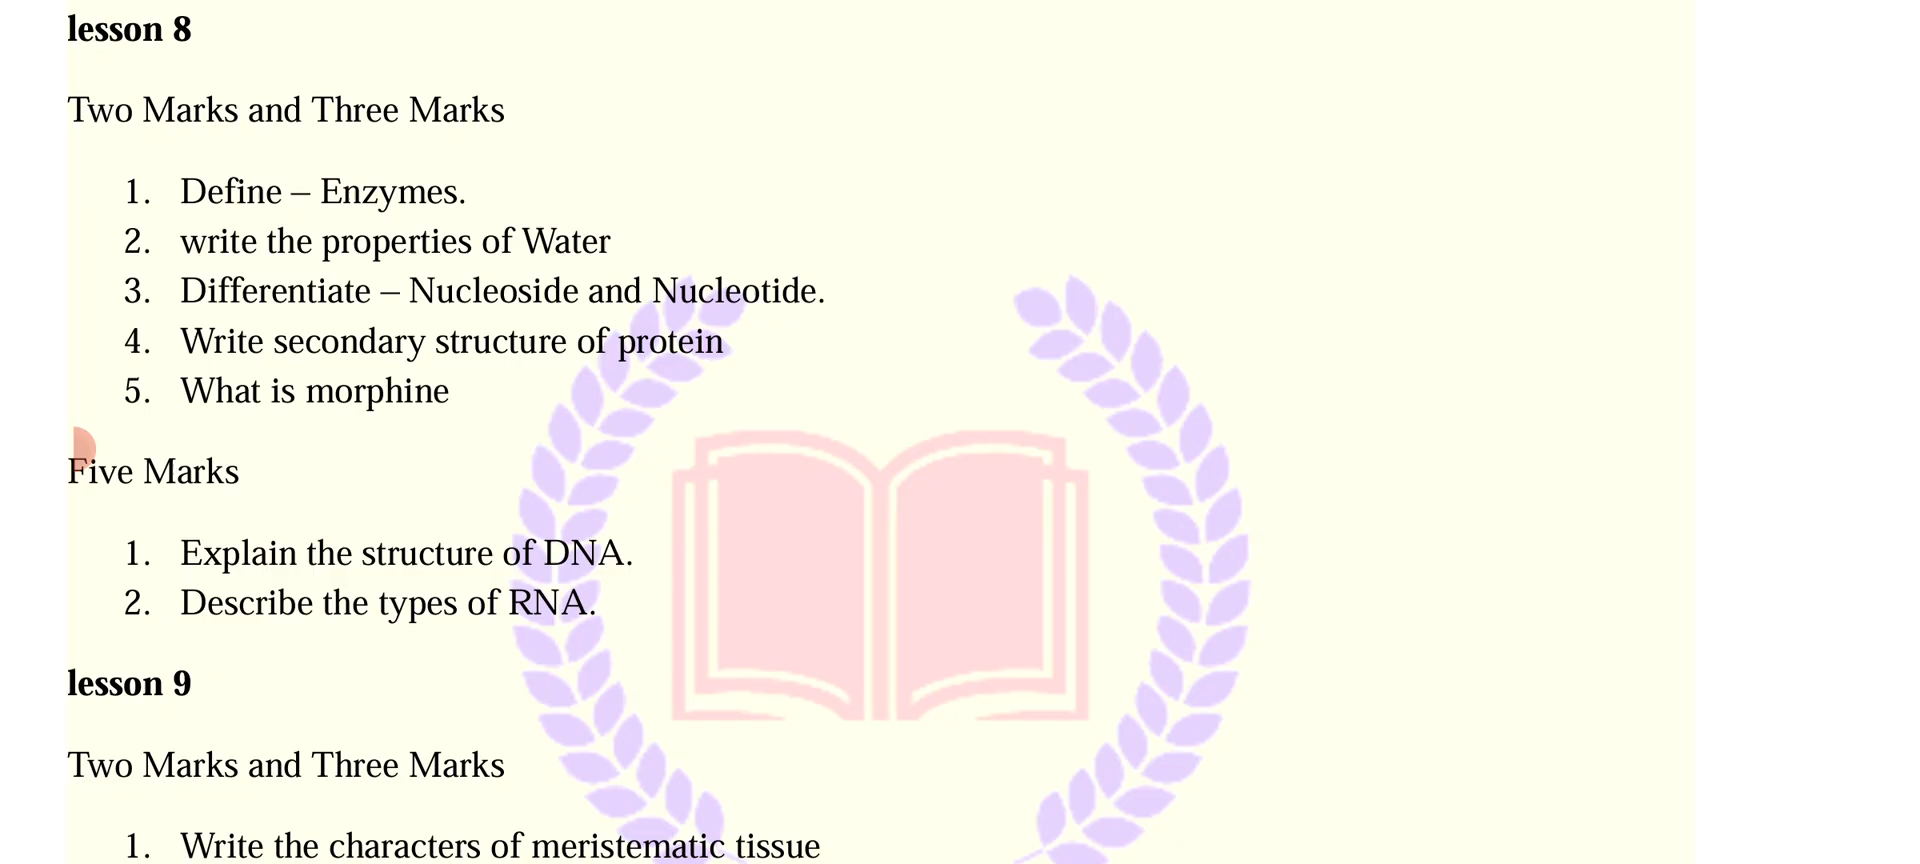 lesson 8
Two Marks and Three Marks
1. Define – Enzymes.
2. write the properties of Water
3. Differentiate – Nucleoside and Nucleotide.
4. Write secondary structure of protein
5. What is morphine
Five Marks
1. Explain the structure of DNA.
2. Describe the types of RNA.
lesson 9
Two Marks and Three Marks
1. Write the characters of meristematic tissue